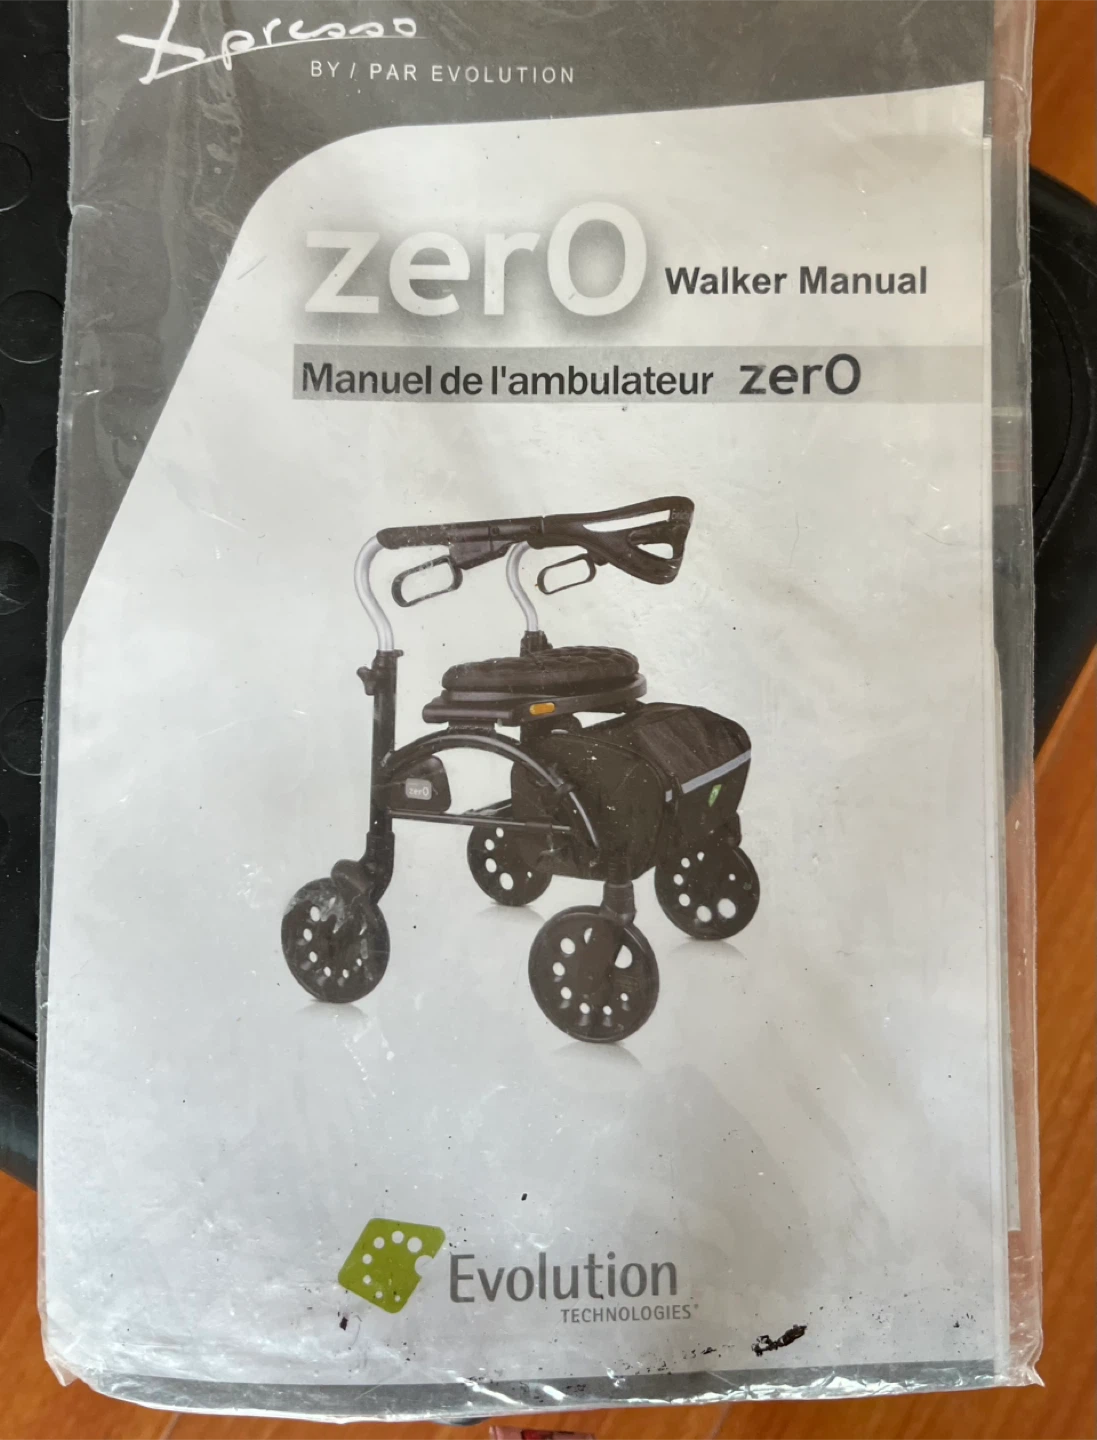 Xpresso
BY / PAR EVOLUTION
zerO Walker Manual
Manuel de l'ambulateur zerO
zerO
Evolution
TECHNOLOGIES